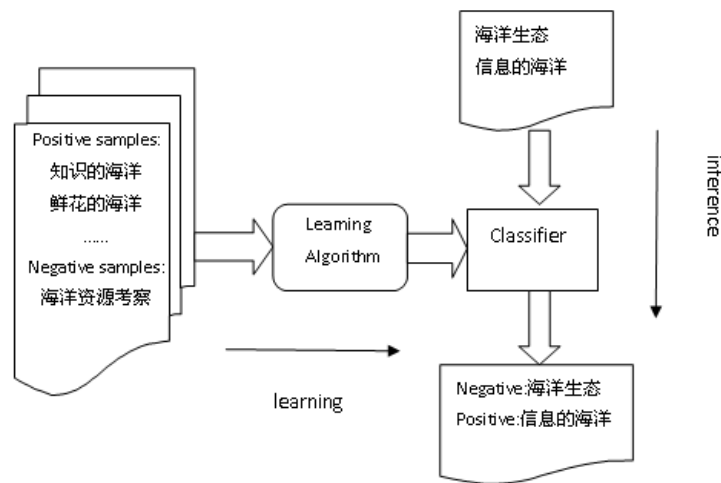 海洋生态
信息的海洋
Positive samples:
知识的海洋
鲜花的海洋
......
Negative samples:
海洋资源考察
Learning
Algorithm
Classifier
inference
learning
Negative:海洋生态
Positive:信息的海洋